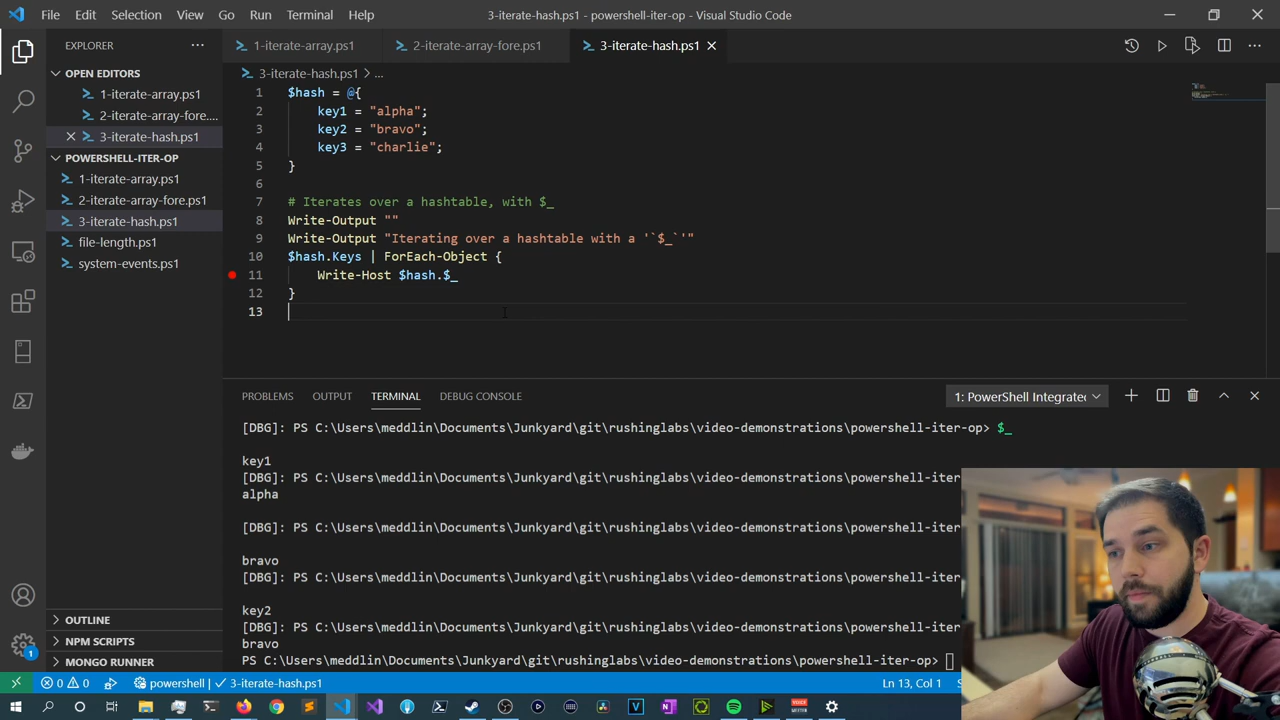 File Edit Selection View Go Run Terminal Help 3-iterate-hash.ps1 - powershell-iter-op - Visual Studio Code
EXPLORER
1-iterate-array.ps1 2-iterate-array-fore.ps1 3-iterate-hash.ps1
OPEN EDITORS
1-iterate-array.ps1
2-iterate-array-fore....
3-iterate-hash.ps1
POWERSHELL-ITER-OP
1-iterate-array.ps1
2-iterate-array-fore.ps1
3-iterate-hash.ps1
file-length.ps1
system-events.ps1
OUTLINE
NPM SCRIPTS
MONGO RUNNER
3-iterate-hash.ps1 > ...
1 $hash = @{
2 key1 = "alpha";
3 key2 = "bravo";
4 key3 = "charlie";
5 }
6
7 # Iterates over a hashtable, with $_
8 Write-Output ""
9 Write-Output "Iterating over a hashtable with a '`$_`'"
10 $hash.Keys | ForEach-Object {
11 Write-Host $hash.$_
12 }
13
PROBLEMS OUTPUT TERMINAL DEBUG CONSOLE 1: PowerShell Integrated
[DBG]: PS C:\Users\meddlin\Documents\Junkyard\git\rushinglabs\video-demonstrations\powershell-iter-op> $_
key1
[DBG]: PS C:\Users\meddlin\Documents\Junkyard\git\rushinglabs\video-demonstrations\powershell-iter
alpha
[DBG]: PS C:\Users\meddlin\Documents\Junkyard\git\rushinglabs\video-demonstrations\powershell-iter
bravo
[DBG]: PS C:\Users\meddlin\Documents\Junkyard\git\rushinglabs\video-demonstrations\powershell-iter
key2
[DBG]: PS C:\Users\meddlin\Documents\Junkyard\git\rushinglabs\video-demonstrations\powershell-iter
bravo
PS C:\Users\meddlin\Documents\Junkyard\git\rushinglabs\video-demonstrations\powershell-iter-op>
1
0 0 powershell 3-iterate-hash.ps1 Ln 13, Col 1